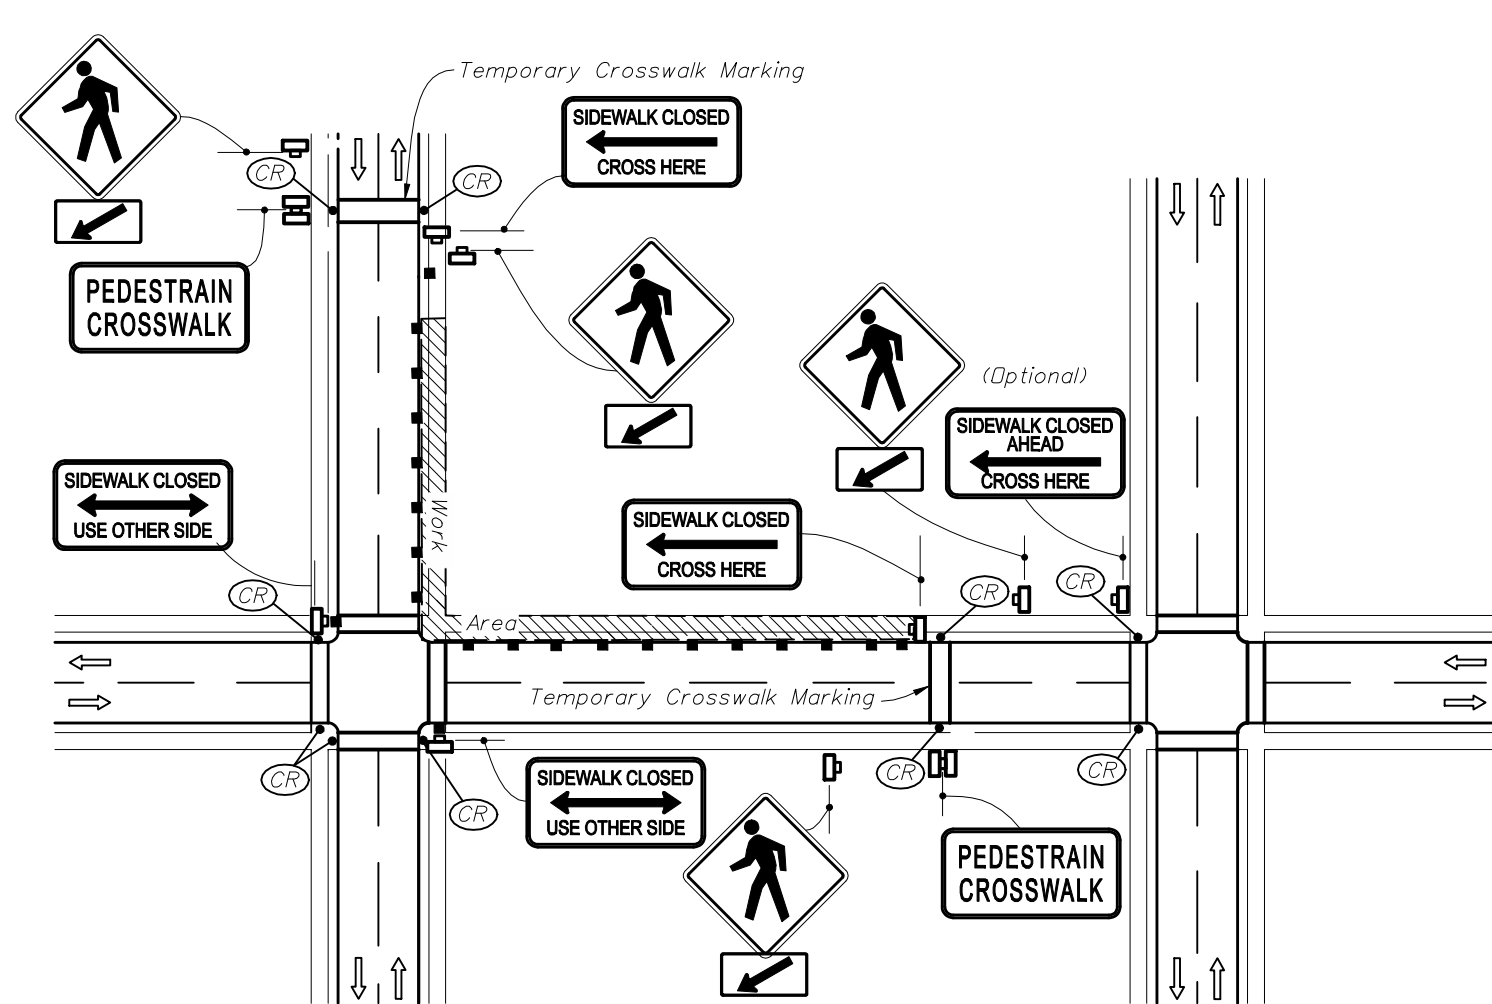 Temporary Crosswalk Marking
SIDEWALK CLOSED
CROSS HERE
CR
CR
PEDESTRAIN
CROSSWALK
(Optional)
SIDEWALK CLOSED
AHEAD
CROSS HERE
SIDEWALK CLOSED
USE OTHER SIDE
Work
SIDEWALK CLOSED
CROSS HERE
CR
CR
CR
Area
Temporary Crosswalk Marking
CR
CR
CR
CR
SIDEWALK CLOSED
USE OTHER SIDE
PEDESTRAIN
CROSSWALK